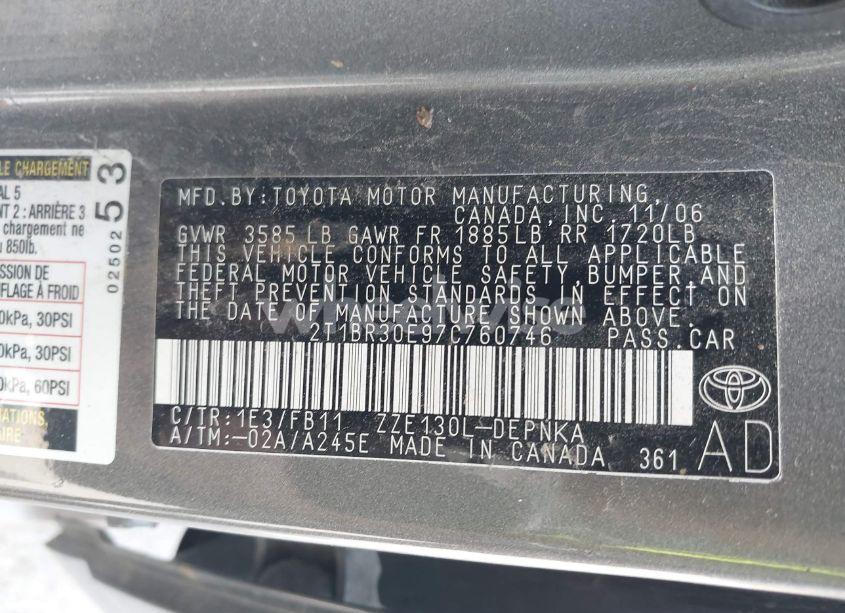 LE CHARGEMENT
AL 5
NT 2 : ARRIÈRE 3
chargement ne
u 850lb.
ESSION DE
FLAGE À FROID
0kPa, 30PSI
0kPa, 30PSI
0kPa, 60PSI
AIRE
02502
53
MFD.BY:TOYOTA MOTOR MANUFACTURING,
CANADA,INC. 11/06
GVWR 3585 LB GAWR FR 1885LB,RR 1720LB
THIS VEHICLE CONFORMS TO ALL APPLICABLE
FEDERAL MOTOR VEHICLE SAFETY,BUMPER,AND
THEFT PREVENTION STANDARDS IN EFFECT ON
THE DATE OF MANUFACTURE SHOWN ABOVE.
2T1BR30E97C760746 PASS.CAR
C/TR:1E3/FB11 ZZE130L-DEPNKA
A/TM:-02A/A245E MADE IN CANADA 361
AD